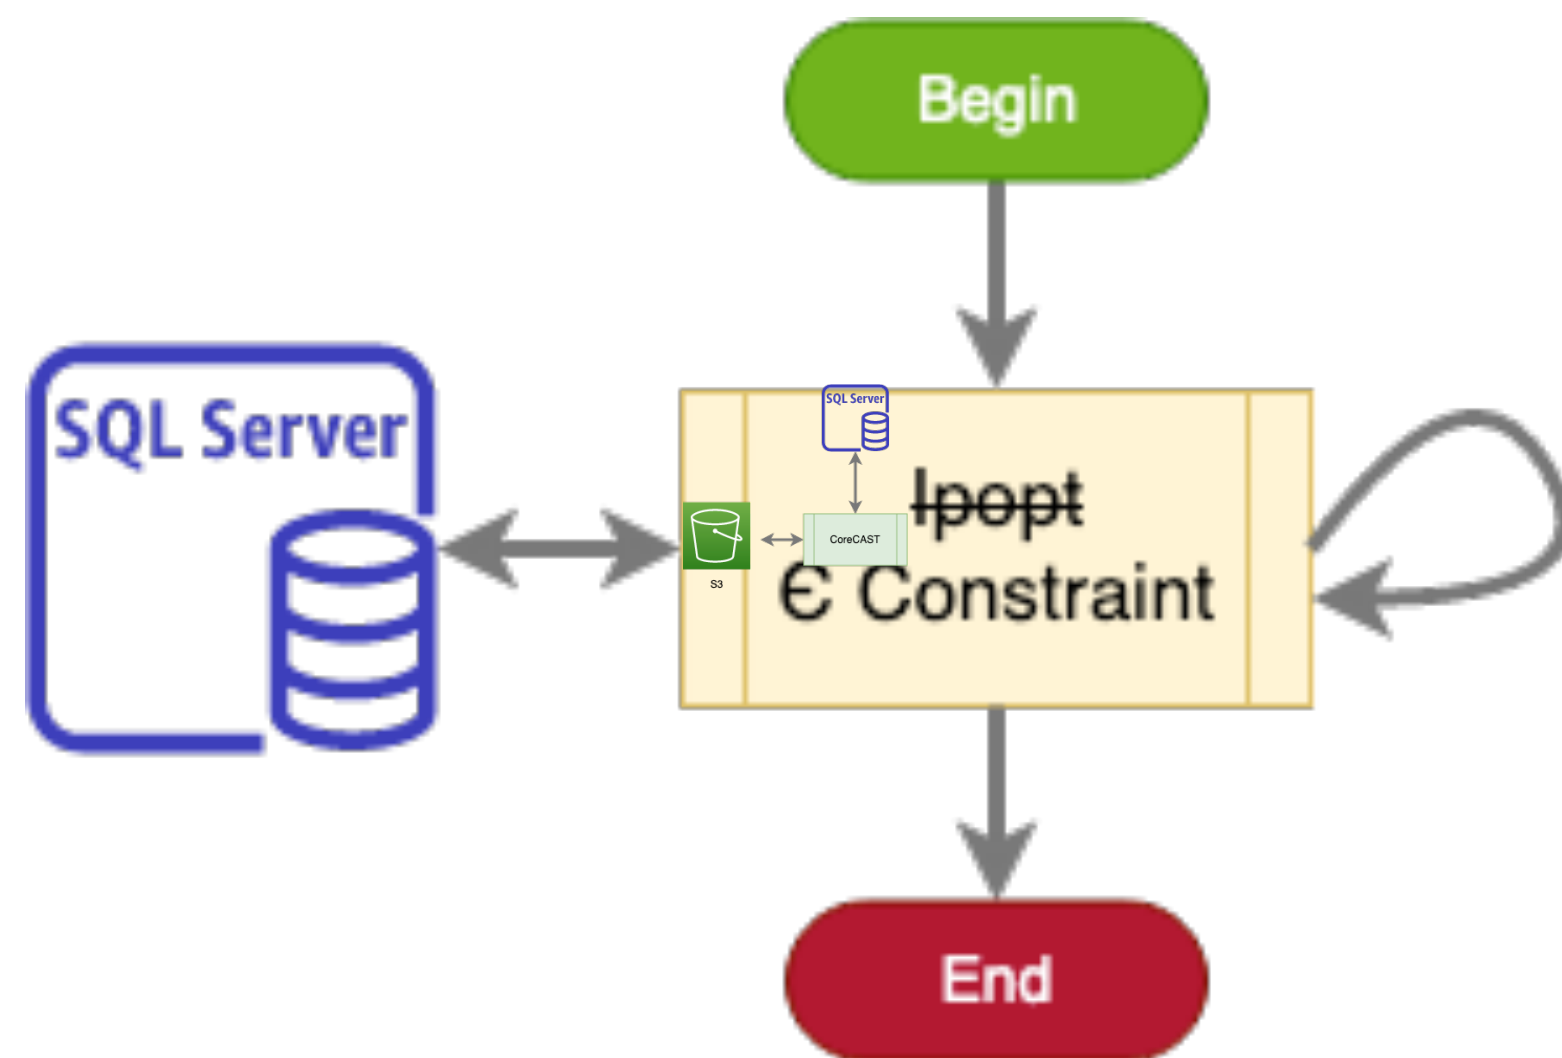 Begin
SQL Server
SQL Server
Ipopt
CoreCAST
S3
Є Constraint
End